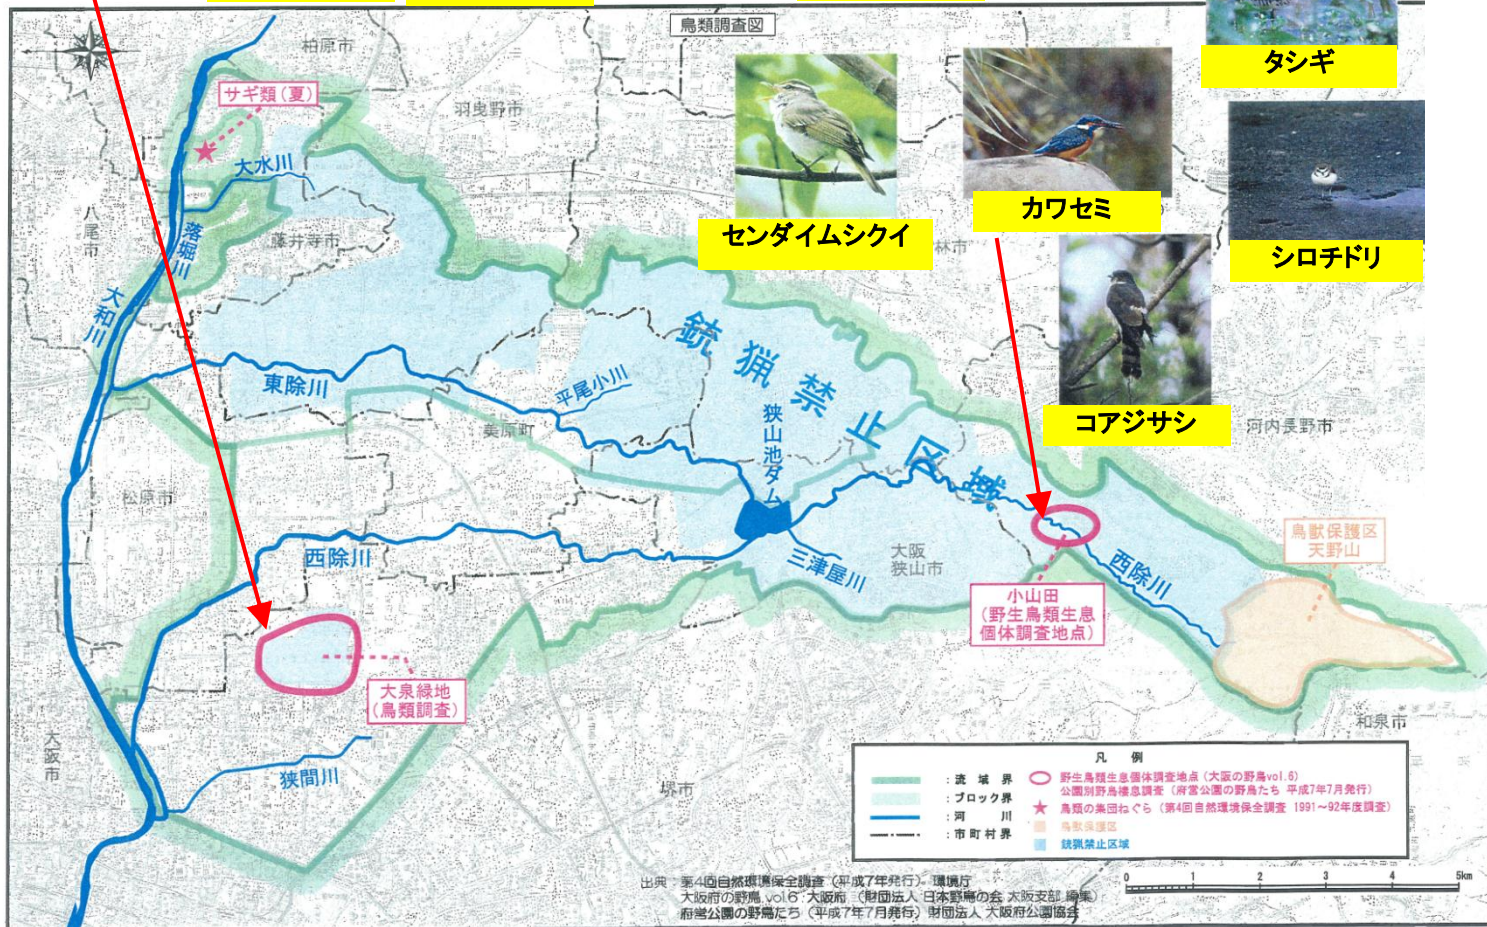 鳥類調査図
タシギ
柏原市
サギ類(夏)
羽曳野市
大水川
八尾市
センダイムシクイ
カワセミ
シロチドリ
落堀川
藤井寺市
林市
大和川
銃猟禁止区域
東除川
平尾小川
コアジサシ
美原町
狭山池ダム
河内長野市
松原市
鳥獣保護区
天野山
西除川
三津屋川
大阪
狭山市
西除川
小山田
(野生鳥類生息
個体調査地点)
大泉緑地
(鳥類調査)
和泉市
大阪市
狭間川
堺市
凡 例
:流 域 界
:ブロック界
:河 川
:市町村界
野生鳥類生息個体調査地点(大阪の野鳥vol.6)
公園別野鳥棲息調査(府営公園の野鳥たち 平成7年7月発行)
鳥類の集団ねぐら(第4回自然環境保全調査 1991~92年度調査)
鳥獣保護区
銃猟禁止区域
出典:第4回自然環境保全調査(平成7年発行)環境庁
大阪府の野鳥 vol.6 大阪府 (財団法人 日本野鳥の会 大阪支部 編集)
府営公園の野鳥たち(平成7年7月発行)財団法人 大阪府公園協会
0 1 2 3 4 5km